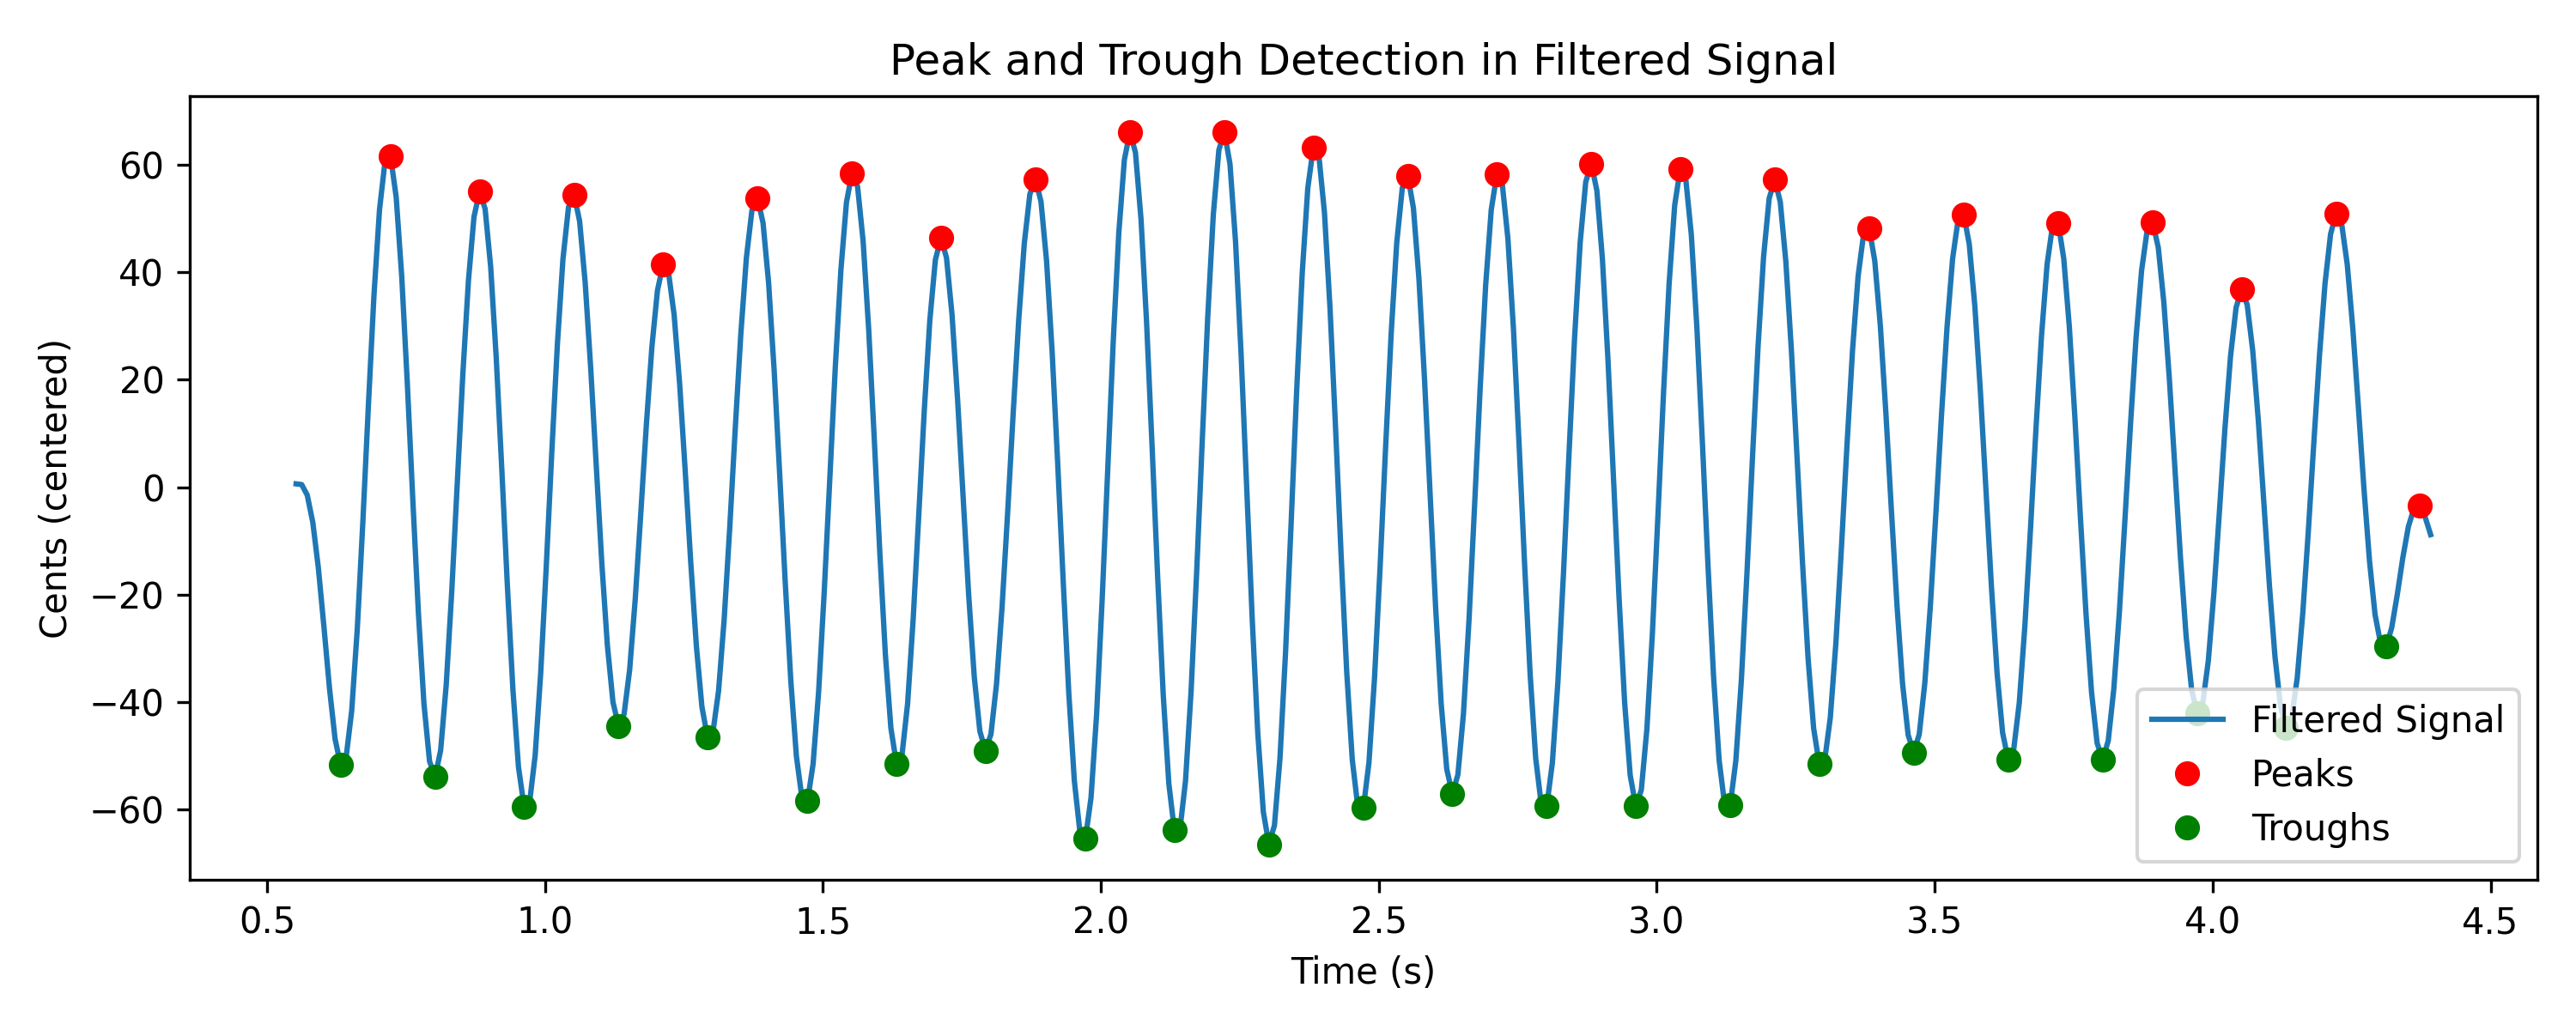 Peak and Trough Detection in Filtered Signal
60
40
20
0
−20
−40
−60
Cents (centered)
Filtered Signal
Peaks
Troughs
0.5 1.0 1.5 2.0 2.5 3.0 3.5 4.0 4.5
Time (s)